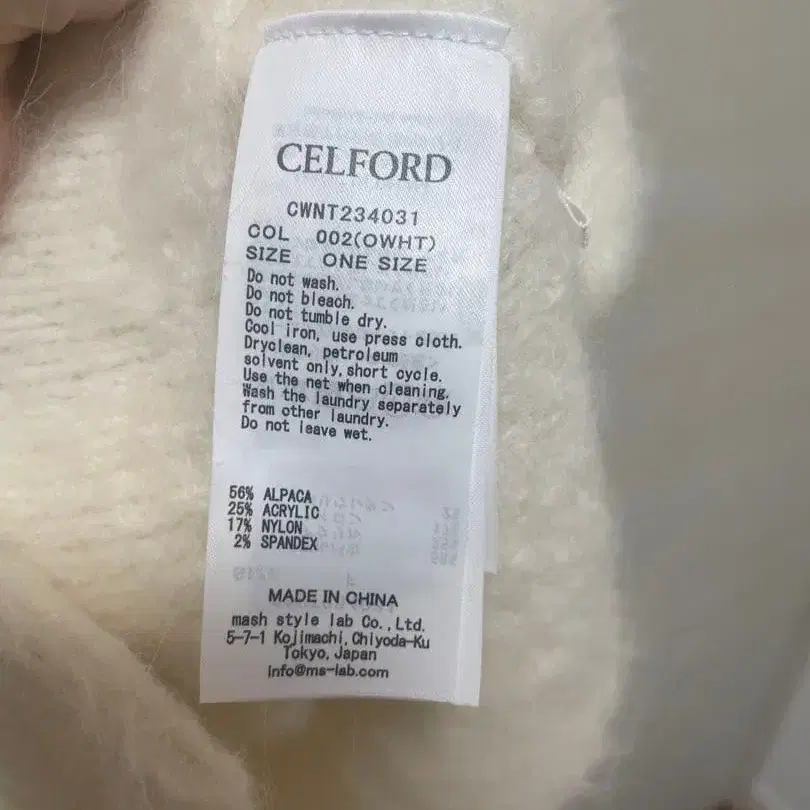 CELFORD
CWNT234031
COL 002(OWHT)
SIZE ONE SIZE
Do not wash.
Do not bleach.
Do not tumble dry.
Cool iron, use press cloth.
Dryclean, petroleum
solvent only,short cycle.
Use the net when cleaning,
Wash the laundry separately
from other laundry.
Do not leave wet.
56% ALPACA
25% ACRYLIC
17% NYLON
2% SPANDEX
MADE IN CHINA
mash style lab Co.,Ltd.
5-7-1 Kojimachi,Chiyoda-Ku
Tokyo,Japan
info@ms-lab.com